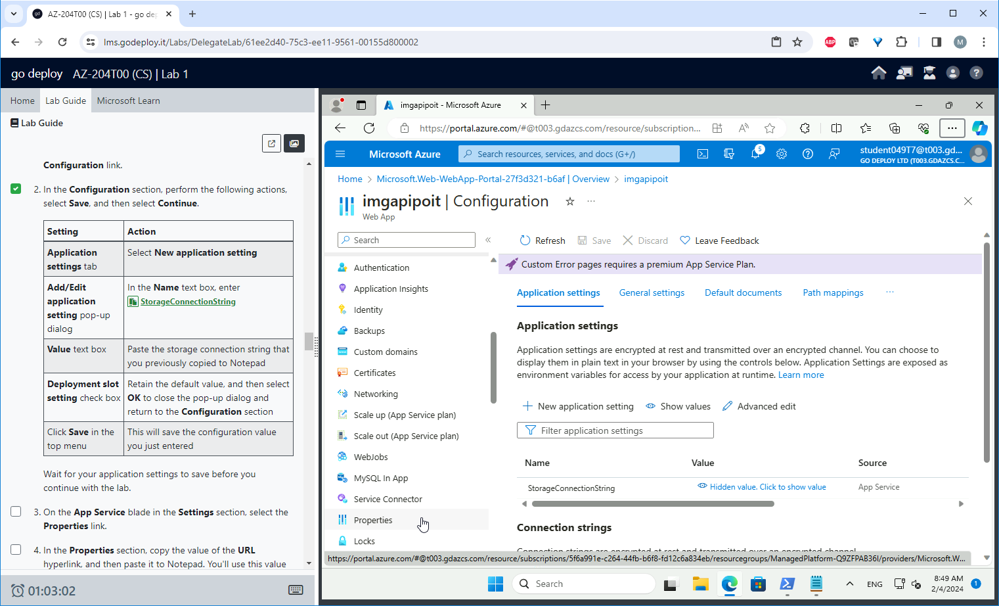 AZ-204T00 (CS) | Lab 1 - go de
lms.godeploy.it/Labs/DelegateLab/61ee2d40-75c3-ee11-9561-00155d800002
ABP
M
go deploy AZ-204T00 (CS) | Lab 1
Home
Lab Guide
Microsoft Learn
Lab Guide
Configuration link.
2. In the Configuration section, perform the following actions,
select Save, and then select Continue.
Setting Action
Application
settings tab
Select New application setting
Add/Edit
application
setting pop-up
dialog
In the Name text box, enter
StorageConnectionString
Value text box
Paste the storage connection string that
you previously copied to Notepad
Deployment slot
setting check box
Retain the default value, and then select
OK to close the pop-up dialog and
return to the Configuration section
Click Save in the
top menu
This will save the configuration value
you just entered
Wait for your application settings to save before you
continue with the lab.
3. On the App Service blade in the Settings section, select the
Properties link.
4. In the Properties section, copy the value of the URL
hyperlink, and then paste it to Notepad. You'll use this value
01:03:02
imgapipoit - Microsoft Azure
https://portal.azure.com/#@t003.gdazcs.com/resource/subscription...
Microsoft Azure
Search resources, services, and docs (G+/)
5
student049T7@t003.gd...
GO DEPLOY LTD (T003.GDAZCS.C...
Home > Microsoft.Web-WebApp-Portal-27f3d321-b6af | Overview > imgapipoit
imgapipoit | Configuration
Web App
Search
Authentication
Application Insights
Identity
Backups
Custom domains
Certificates
Networking
Scale up (App Service plan)
Scale out (App Service plan)
WebJobs
MySQL In App
Service Connector
Properties
Locks
Refresh
Save
Discard
Leave Feedback
Custom Error pages requires a premium App Service Plan.
Application settings
General settings
Default documents
Path mappings
Application settings
Application settings are encrypted at rest and transmitted over an encrypted channel. You can choose to
display them in plain text in your browser by using the controls below. Application Settings are exposed as
environment variables for access by your application at runtime. Learn more
New application setting
Show values
Advanced edit
Filter application settings
Name Value Source
StorageConnectionString Hidden value. Click to show value App Service
Connection strings
Connection strings are encrypted at rest and transmitted over an encrypted channel
https://portal.azure.com/#@t003.gdazcs.com/resource/subscriptions/5f6a991e-c264-44fb-b6f8-fd12c6a834eb/resourcegroups/ManagedPlatform-Q9ZFPAB36I/providers/Microsoft.W...
Search
ENG
8:49 AM
2/4/2024
1